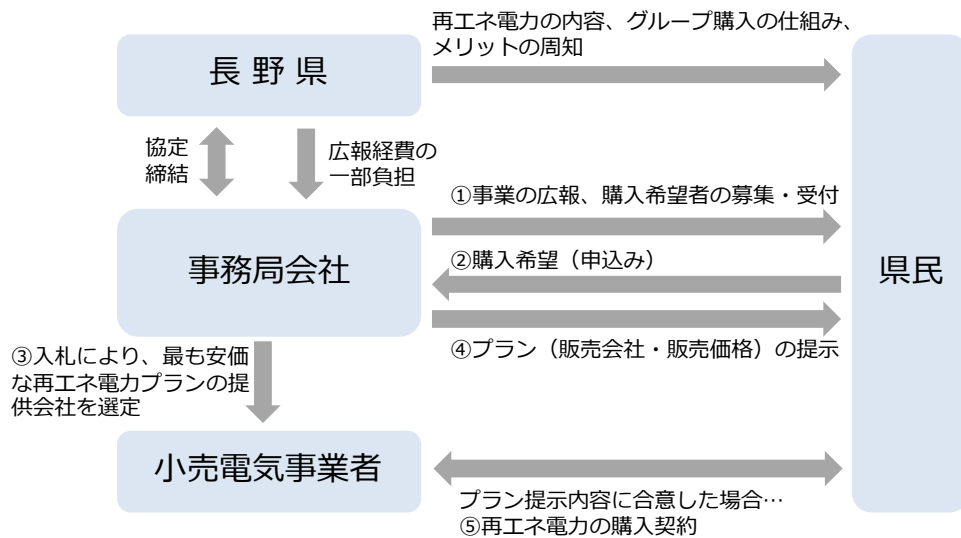 再エネ電力の内容、グループ購入の仕組み、
メリットの周知
長野県
協定
締結
広報経費の
一部負担
①事業の広報、購入希望者の募集・受付
事務局会社
②購入希望（申込み）
県民
④プラン（販売会社・販売価格）の提示
③入札により、最も安価
な再エネ電力プランの提
供会社を選定
小売電気事業者
プラン提示内容に合意した場合…
⑤再エネ電力の購入契約